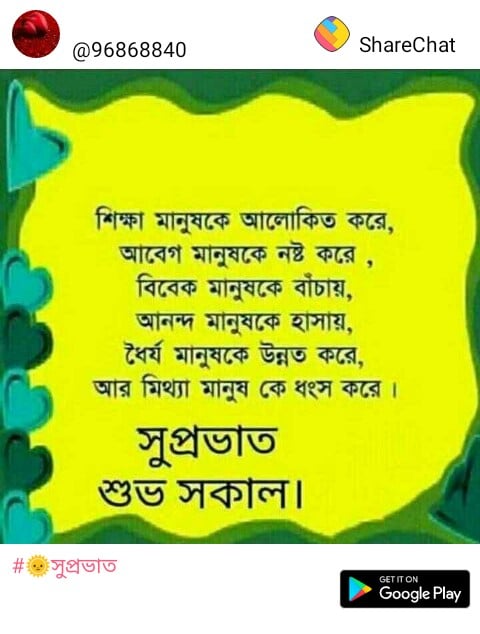 @96868840
ShareChat
শিক্ষা মানুষকে আলোকিত করে,
আবেগ মানুষকে নষ্ট করে ,
বিবেক মানুষকে বাঁচায়,
আনন্দ মানুষকে হাসায়,
ধৈর্য মানুষকে উন্নত করে,
আর মিথ্যা মানুষ কে ধংস করে ।
সুপ্রভাত
শুভ সকাল।
#🌞সুপ্রভাত
GET IT ON
Google Play